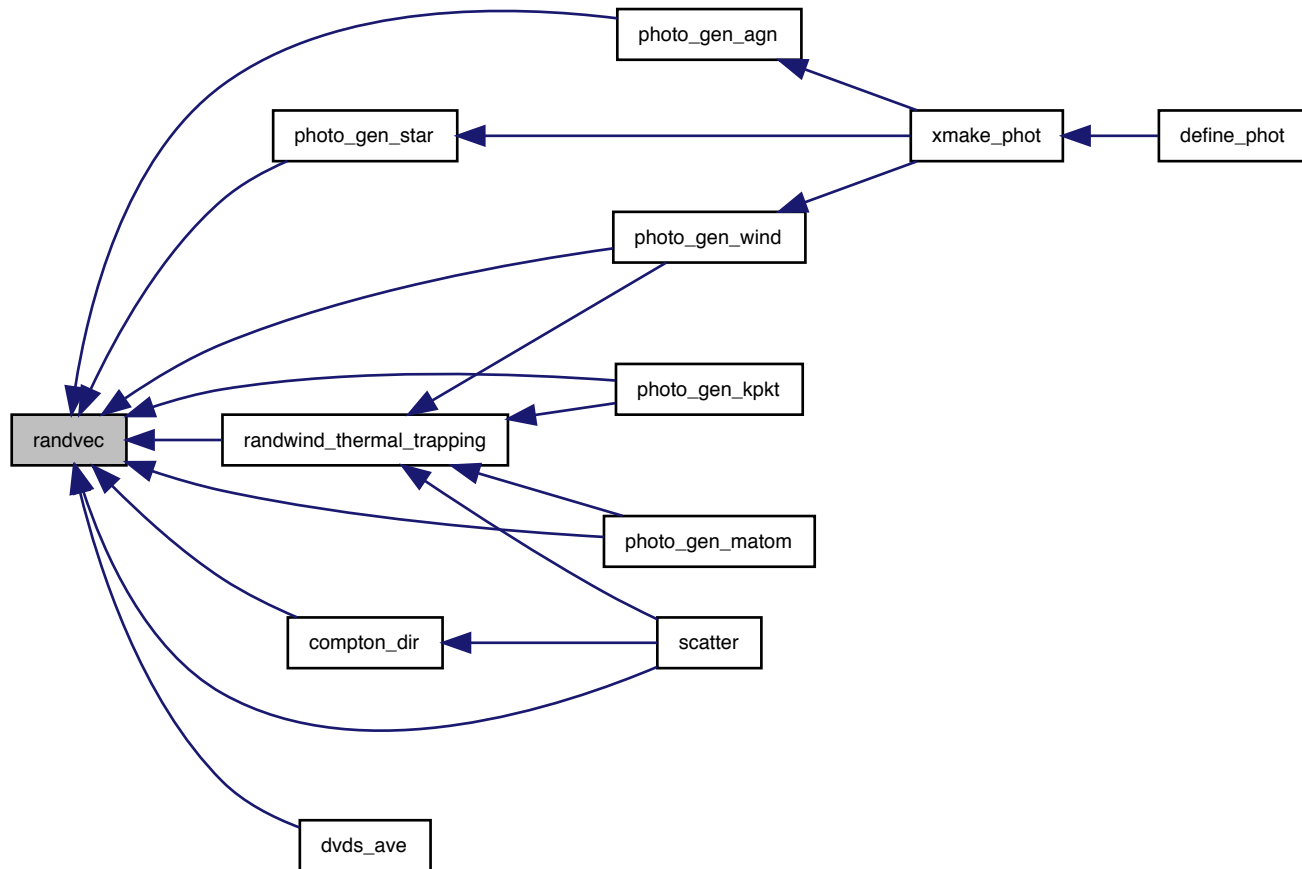 photo_gen_agn
photo_gen_star
xmake_phot
define_phot
photo_gen_wind
photo_gen_kpkt
randvec
randwind_thermal_trapping
photo_gen_matom
compton_dir
scatter
dvds_ave